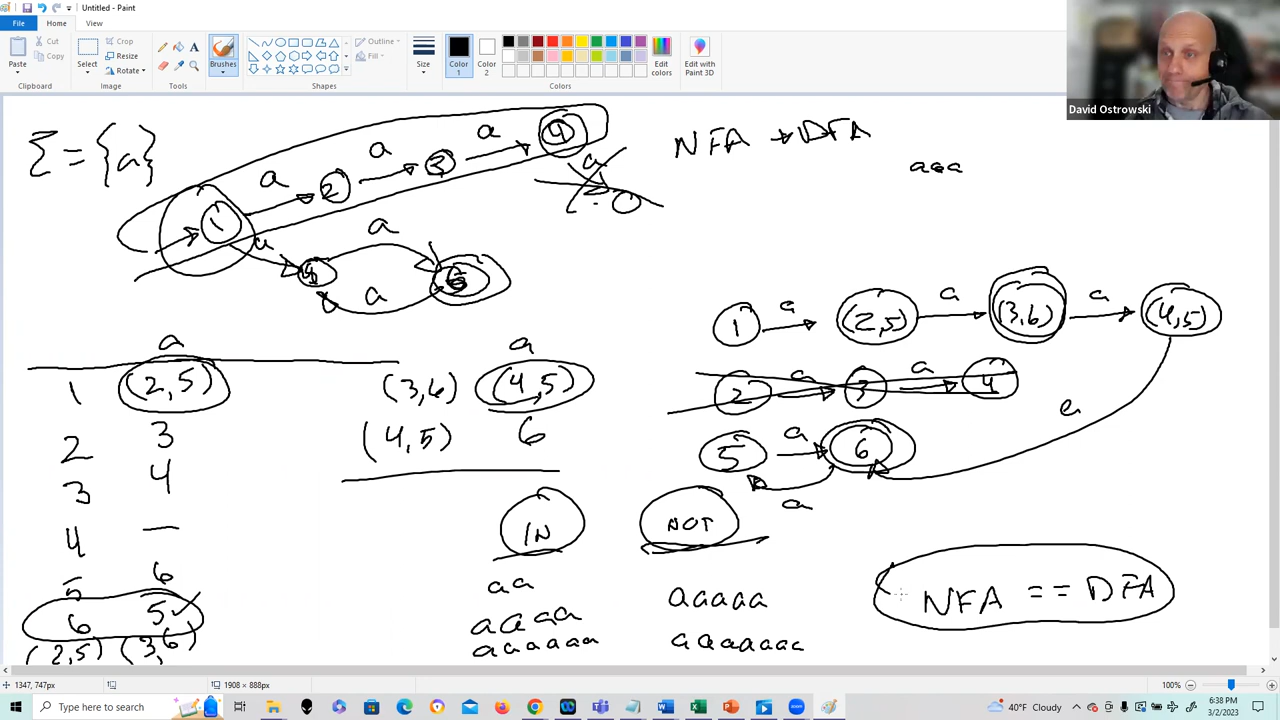 Untitled - Paint
File Home View
Paste
Cut
Copy
Clipboard
Select
Crop
Resize
Rotate
Image
A
Tools
Brushes
Shapes
Outline
Fill
Size
Color 1
Color 2
Edit colors
Colors
Edit with Paint 3D
David Ostrowski
Σ = {a}
a a a
1 2 3 4
a
a a
a
NFA → DFA
aaa
1 a (2,5) a (3,6) a (4,5)
2 a 3 a 4
a
5 a 6
a
a a
1 (2,5) (3,6) (4,5)
2 3 (4,5) 6
3 4
4 —
5 6
6 5
(2,5) (3,6)
IN NOT
aa
aaaa aaaaa
aaaaaa aaaaaaa
NFA == DFA
1347, 747px
1908 × 888px
100%
Type here to search
40°F Cloudy
6:38 PM
3/2/2023